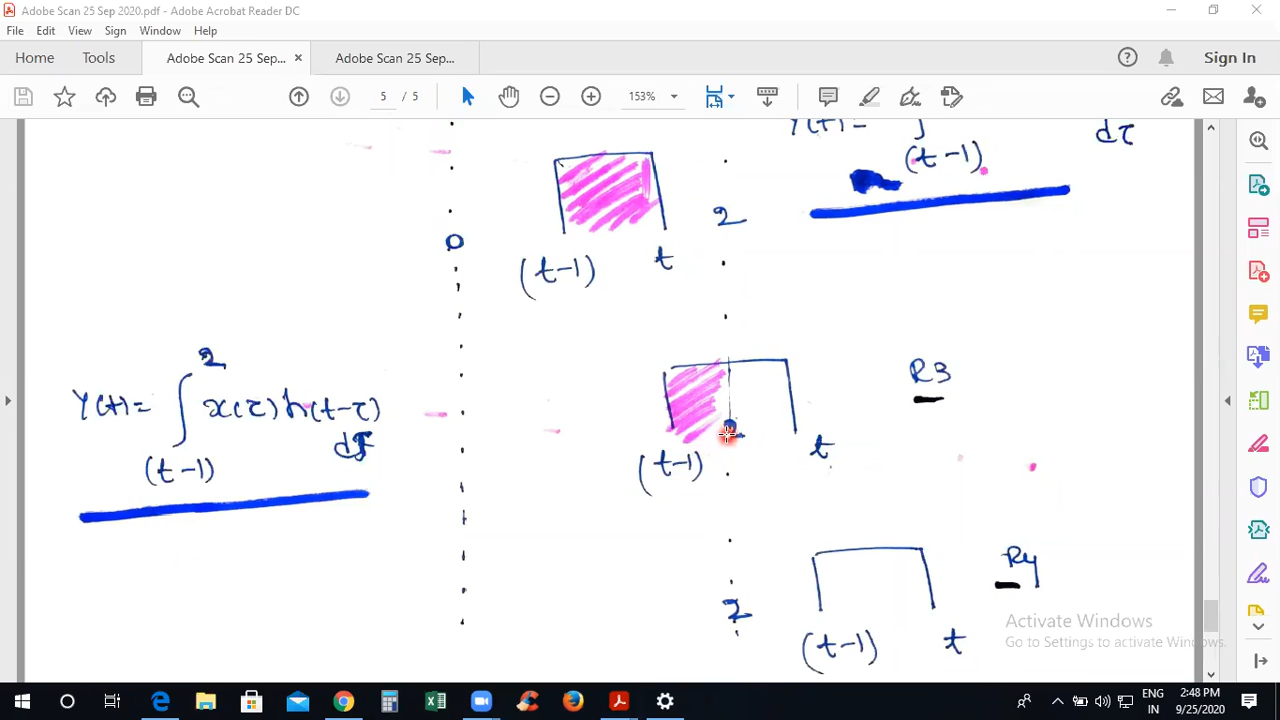 Adobe Scan 25 Sep 2020.pdf - Adobe Acrobat Reader DC
File Edit View Sign Window Help
Home Tools Adobe Scan 25 Sep... × Adobe Scan 25 Sep... Sign In
5 / 5 153%
Y(t)= ∫
(t-1)
dτ
2
0
(t-1) t
2
Y(t)= ∫ x(τ) h(t-τ)
dτ
(t-1)
R3
2
(t-1) t
R4
2
(t-1) t
Activate Windows
Go to Settings to activate Windows.
ENG
IN
2:48 PM
9/25/2020